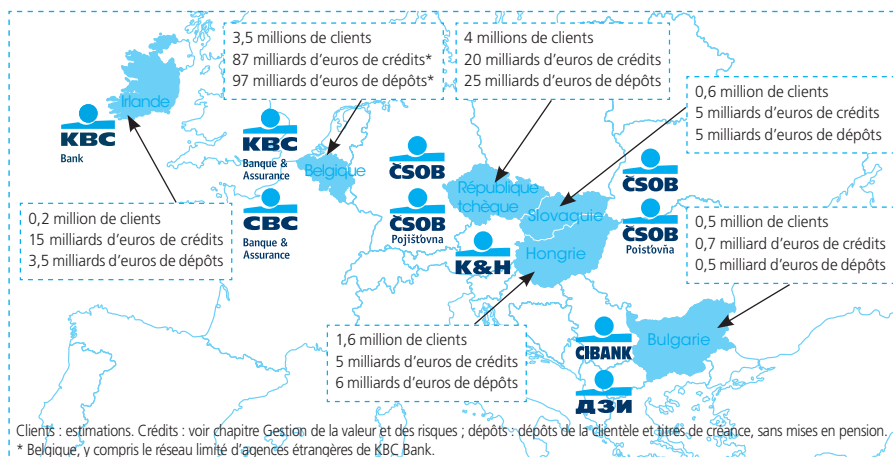 3,5 millions de clients
87 milliards d'euros de crédits*
97 milliards d'euros de dépôts*
4 millions de clients
20 milliards d'euros de crédits
25 milliards d'euros de dépôts
0,6 million de clients
5 milliards d'euros de crédits
5 milliards d'euros de dépôts
Irlande
KBC
Bank
KBC
Banque &
Assurance
Belgique
CBC
Banque &
Assurance
ČSOB
ČSOB
Pojišťovna
République
tchèque
Slovaquie
ČSOB
ČSOB
Poisťovňa
K&H
Hongrie
0,2 million de clients
15 milliards d'euros de crédits
3,5 milliards d'euros de dépôts
0,5 million de clients
0,7 milliard d'euros de crédits
0,5 milliard d'euros de dépôts
1,6 million de clients
5 milliards d'euros de crédits
6 milliards d'euros de dépôts
CIBANK
Bulgarie
ДЗИ
Clients : estimations. Crédits : voir chapitre Gestion de la valeur et des risques ; dépôts : dépôts de la clientèle et titres de créance, sans mises en pension.
* Belgique, y compris le réseau limité d'agences étrangères de KBC Bank.